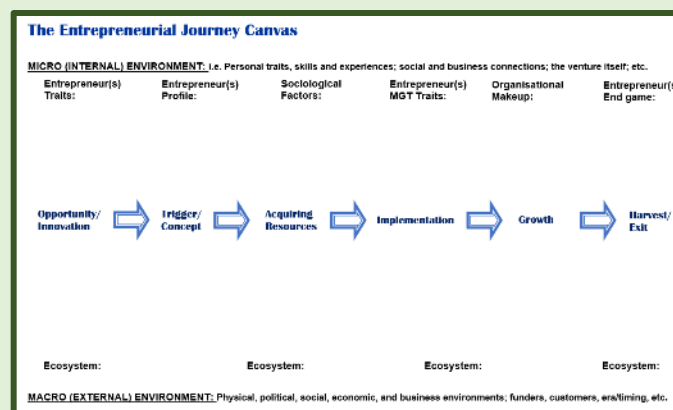 The Entrepreneurial Journey Canvas
MICRO (INTERNAL) ENVIRONMENT: i.e. Personal traits, skills and experiences; social and business connections; the venture itself; etc.
Entrepreneur(s) Traits:
Entrepreneur(s) Profile:
Sociological Factors:
Entrepreneur(s) MGT Traits:
Organisational Makeup:
Entrepreneur(s End game:
Opportunity/ Innovation
Trigger/ Concept
Acquiring Resources
Implementation
Growth
Harvest/ Exit
Ecosystem:
Ecosystem:
Ecosystem:
Ecosystem:
MACRO (EXTERNAL) ENVIRONMENT: Physical, political, social, economic, and business environments; funders, customers, era/timing, etc.